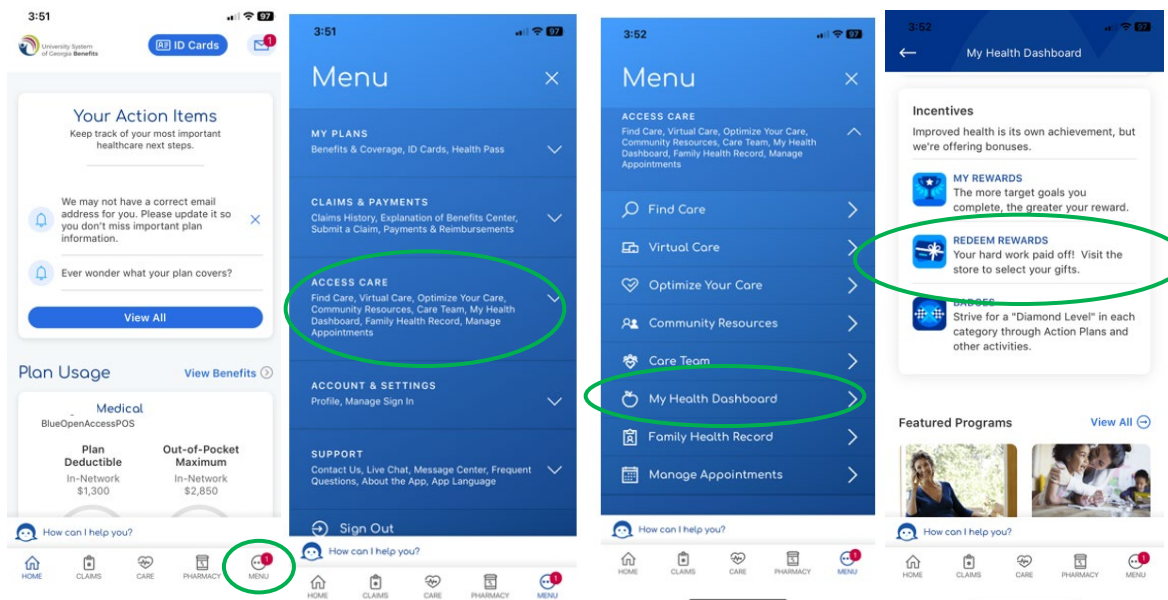 3:51
97
University System
of Georgia Benefits
ID Cards
1
Your Action Items
Keep track of your most important
healthcare next steps.
We may not have a correct email
address for you. Please update it so
you don't miss important plan
information.
Ever wonder what your plan covers?
View All
Plan Usage
View Benefits
Medical
BlueOpenAccessPOS
Plan
Deductible
In-Network
$1,300
Out-of-Pocket
Maximum
In-Network
$2,850
How can I help you?
HOME
CLAIMS
CARE
PHARMACY
1
MENU
3:51
97
Menu
MY PLANS
Benefits & Coverage, ID Cards, Health Pass
CLAIMS & PAYMENTS
Claims History, Explanation of Benefits Center,
Submit a Claim, Payments & Reimbursements
ACCESS CARE
Find Care, Virtual Care, Optimize Your Care,
Community Resources, Care Team, My Health
Dashboard, Family Health Record, Manage
Appointments
ACCOUNT & SETTINGS
Profile, Manage Sign In
SUPPORT
Contact Us, Live Chat, Message Center, Frequent
Questions, About the App, App Language
Sign Out
How can I help you?
HOME
CLAIMS
CARE
PHARMACY
1
MENU
3:52
97
Menu
ACCESS CARE
Find Care, Virtual Care, Optimize Your Care,
Community Resources, Care Team, My Health
Dashboard, Family Health Record, Manage
Appointments
Find Care
Virtual Care
Optimize Your Care
Community Resources
Care Team
My Health Dashboard
Family Health Record
Manage Appointments
How can I help you?
HOME
CLAIMS
CARE
PHARMACY
1
MENU
3:52
97
My Health Dashboard
Incentives
Improved health is its own achievement, but
we're offering bonuses.
MY REWARDS
The more target goals you
complete, the greater your reward.
REDEEM REWARDS
Your hard work paid off! Visit the
store to select your gifts.
BADGES
Strive for a "Diamond Level" in each
category through Action Plans and
other activities.
Featured Programs
View All
How can I help you?
HOME
CLAIMS
CARE
PHARMACY
1
MENU